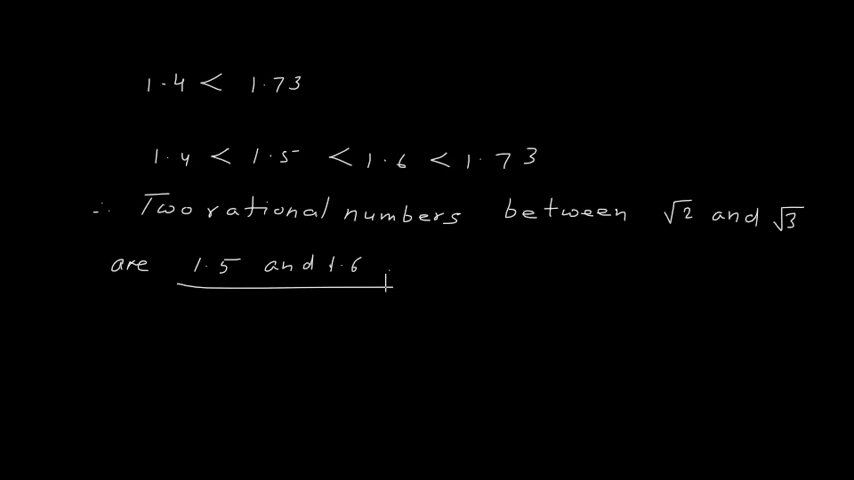 1.4 < 1.73
1.4 < 1.5 < 1.6 < 1.73
∴ Two rational numbers between √2 and √3
are 1.5 and 1.6.